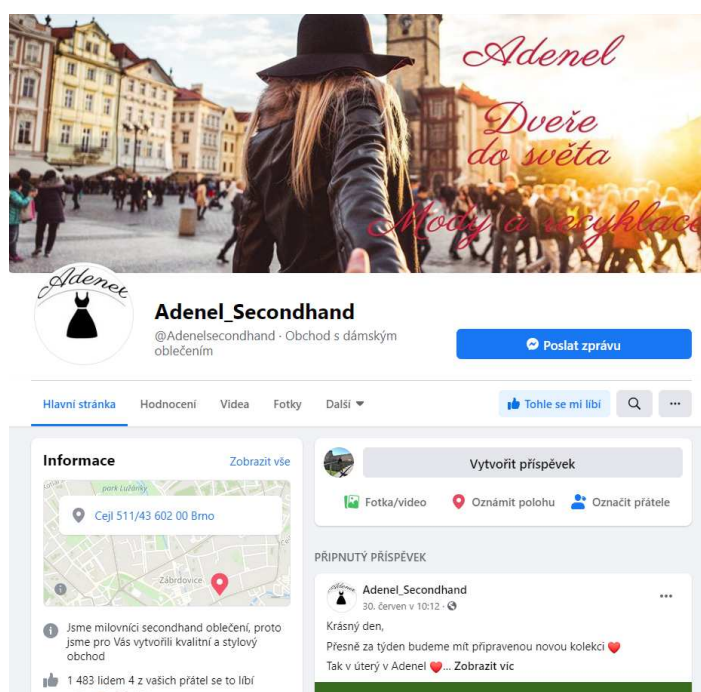 Adenel
Dveře
do světa
Mody a recyklace
Adenel
Adenel_Secondhand
@Adenelsecondhand · Obchod s dámským
oblečením
Poslat zprávu
Hlavní stránka
Hodnocení
Videa
Fotky
Další
Tohle se mi líbí
Informace
Zobrazit vše
park Lužánky
Cejl 511/43 602 00 Brno
Zábrdovice
Jsme milovníci secondhand oblečení, proto
jsme pro Vás vytvořili kvalitní a stylový
obchod
1 483 lidem 4 z vašich přátel se to líbí
Vytvořit příspěvek
Fotka/video
Oznámit polohu
Označit přátele
PŘIPNUTÝ PŘÍSPĚVEK
Adenel
Adenel_Secondhand
30. červen v 10:12 ·
Krásný den,
Přesně za týden budeme mít připravenou novou kolekci
Tak v úterý v Adenel ... Zobrazit víc